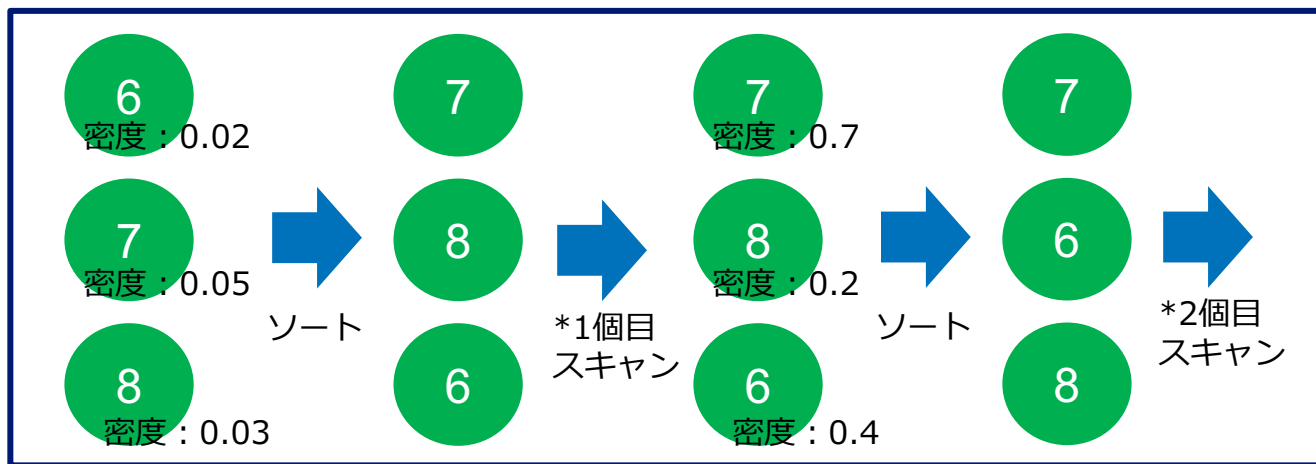 6
密度：0.02
7
密度：0.05
8
密度：0.03
ソート
7
8
6
*1個目
スキャン
7
密度：0.7
8
密度：0.2
6
密度：0.4
ソート
7
6
8
*2個目
スキャン